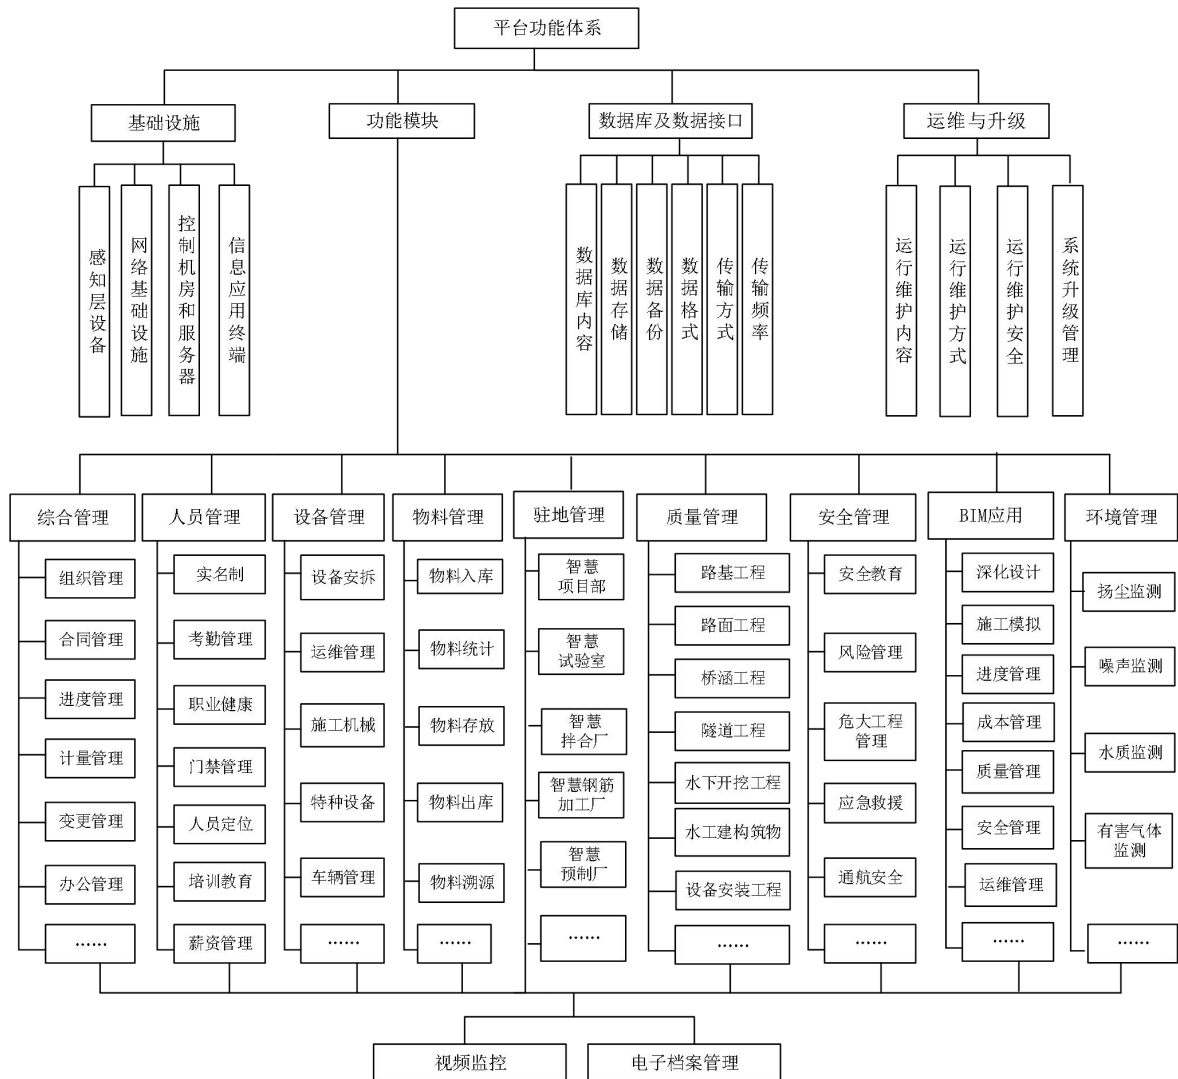 平台功能体系
基础设施
功能模块
数据库及数据接口
运维与升级
感知层设备
网络基础设施
控制机房和服务器
信息应用终端
数据库内容
数据存储
数据备份
数据格式
传输方式
传输频率
运行维护内容
运行维护方式
运行维护安全
系统升级管理
综合管理
组织管理
合同管理
进度管理
计量管理
变更管理
办公管理
……
人员管理
实名制
考勤管理
职业健康
门禁管理
人员定位
培训教育
薪资管理
设备管理
设备安拆
运维管理
施工机械
特种设备
车辆管理
……
物料管理
物料入库
物料统计
物料存放
物料出库
物料溯源
……
驻地管理
智慧
项目部
智慧
试验室
智慧
拌合厂
智慧钢筋
加工厂
智慧
预制厂
……
质量管理
路基工程
路面工程
桥涵工程
隧道工程
水下开挖工程
水工建构筑物
设备安装工程
……
安全管理
安全教育
风险管理
危大工程
管理
应急救援
通航安全
……
BIM应用
深化设计
施工模拟
进度管理
成本管理
质量管理
安全管理
运维管理
……
环境管理
扬尘监测
噪声监测
水质监测
有害气体
监测
……
视频监控
电子档案管理